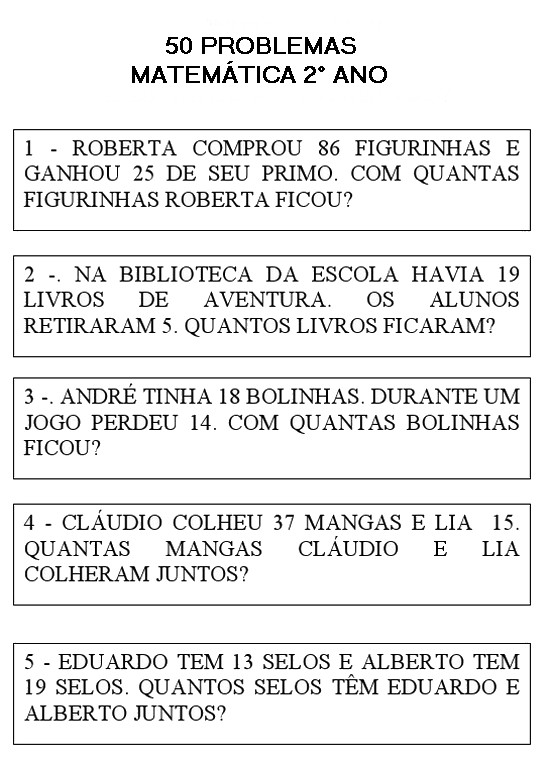 50 PROBLEMAS
MATEMÁTICA 2° ANO
1 - ROBERTA COMPROU 86 FIGURINHAS E
GANHOU 25 DE SEU PRIMO. COM QUANTAS
FIGURINHAS ROBERTA FICOU?
2 -. NA BIBLIOTECA DA ESCOLA HAVIA 19
LIVROS DE AVENTURA. OS ALUNOS
RETIRARAM 5. QUANTOS LIVROS FICARAM?
3 -. ANDRÉ TINHA 18 BOLINHAS. DURANTE UM
JOGO PERDEU 14. COM QUANTAS BOLINHAS
FICOU?
4 - CLÁUDIO COLHEU 37 MANGAS E LIA 15.
QUANTAS MANGAS CLÁUDIO E LIA
COLHERAM JUNTOS?
5 - EDUARDO TEM 13 SELOS E ALBERTO TEM
19 SELOS. QUANTOS SELOS TÊM EDUARDO E
ALBERTO JUNTOS?